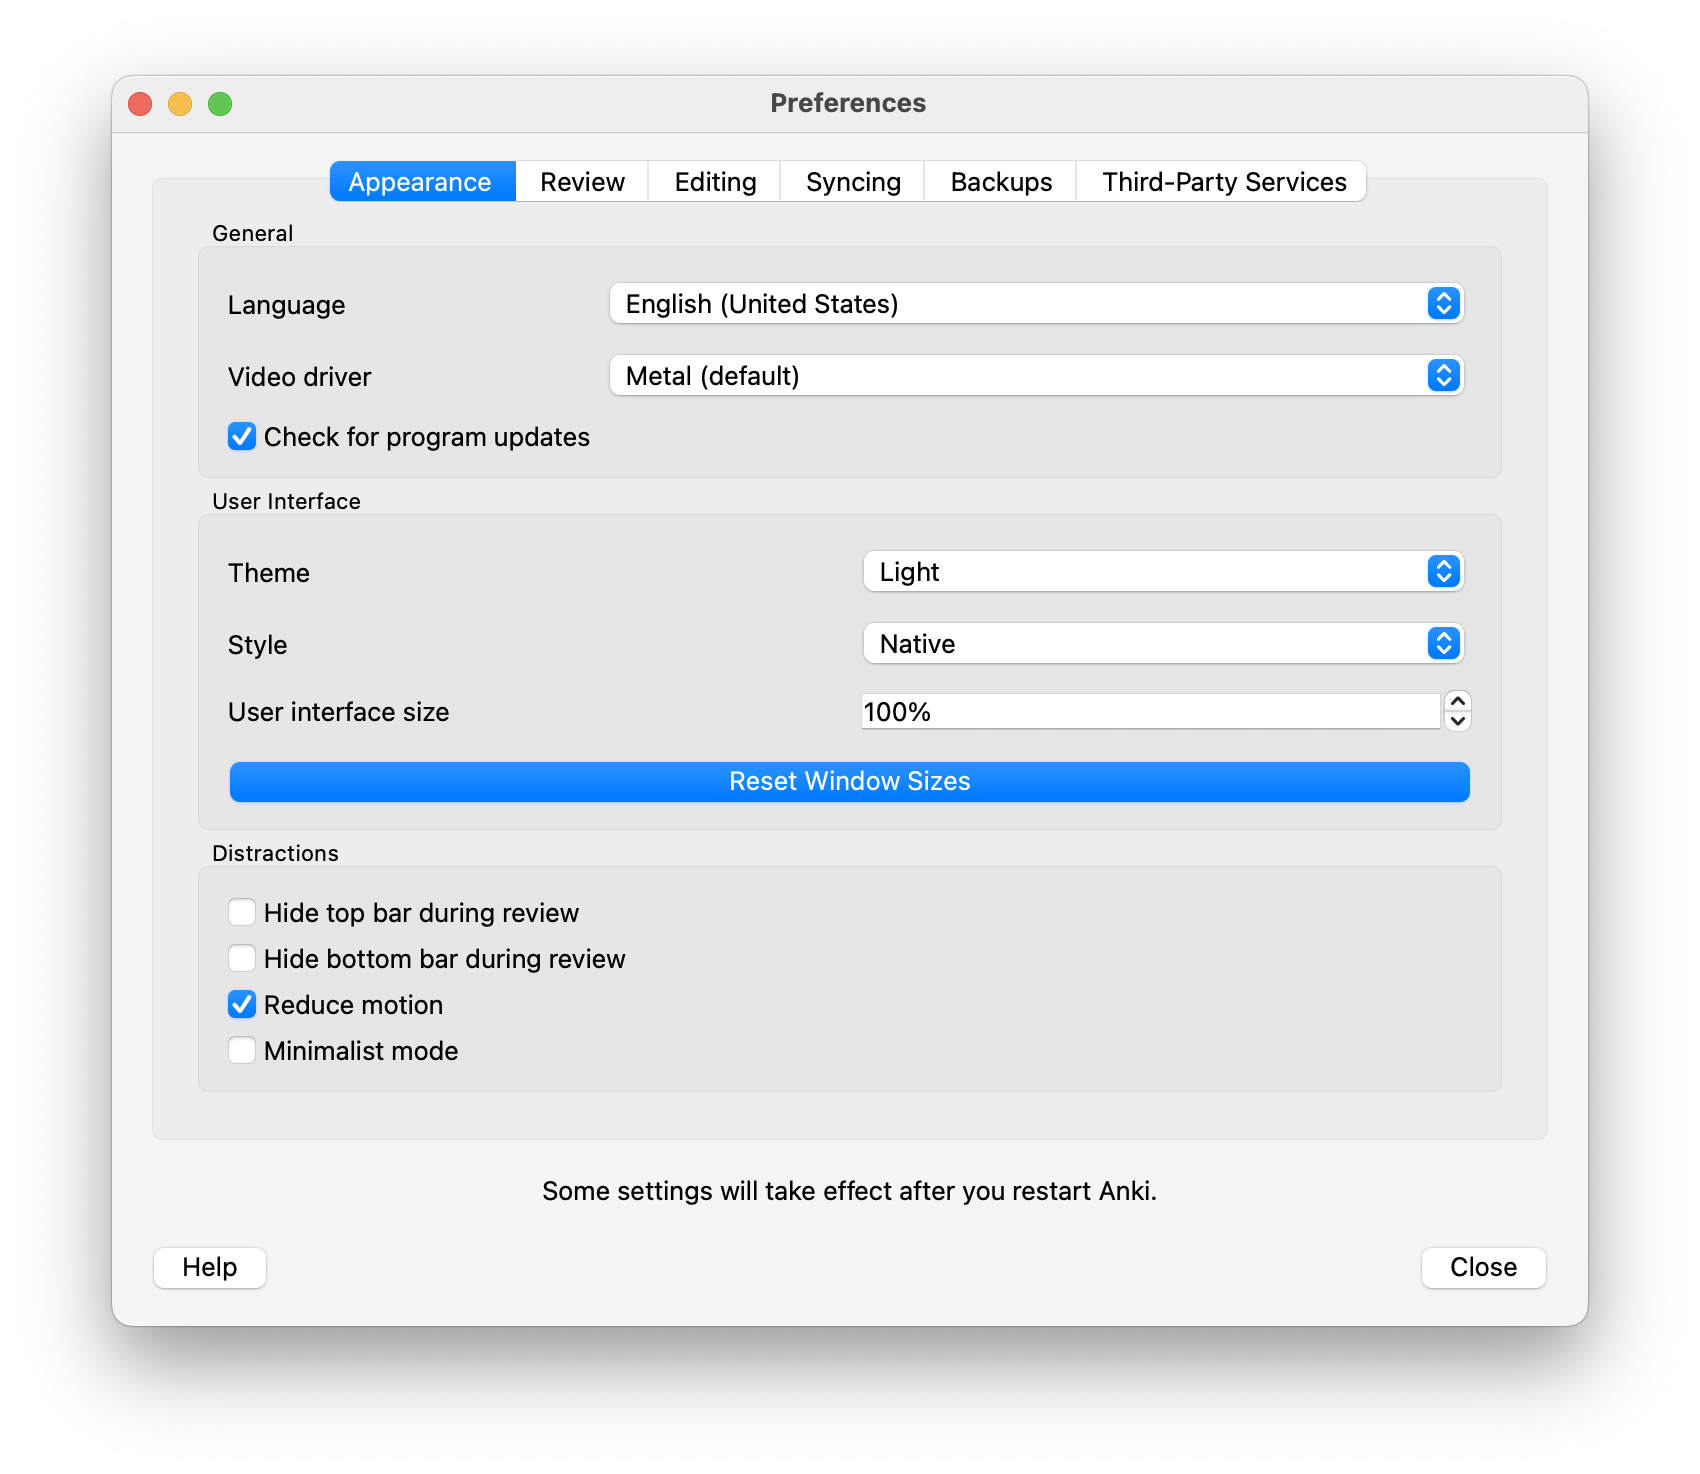 Preferences
Appearance Review Editing Syncing Backups Third-Party Services
General
Language English (United States)
Video driver Metal (default)
Check for program updates
User Interface
Theme Light
Style Native
User interface size 100%
Reset Window Sizes
Distractions
Hide top bar during review
Hide bottom bar during review
Reduce motion
Minimalist mode
Some settings will take effect after you restart Anki.
Help Close